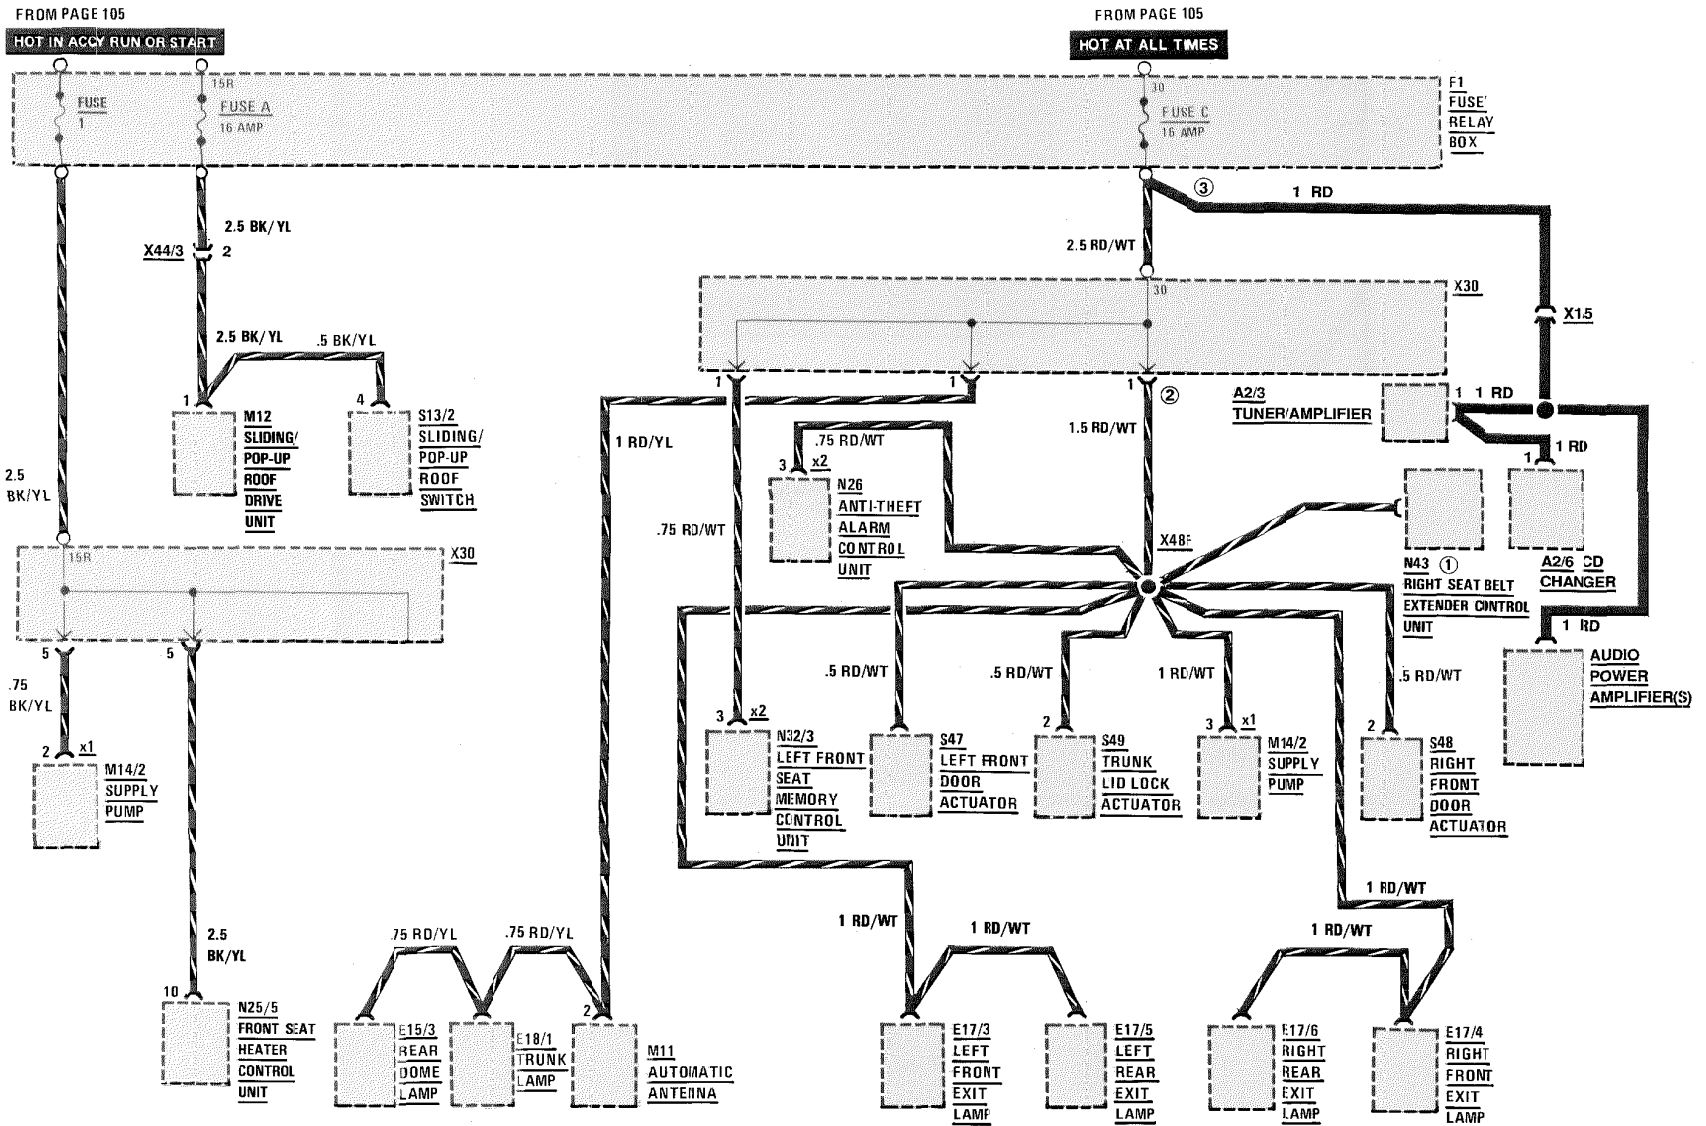 FROM PAGE 105
HOT IN ACCY RUN OR START
FROM PAGE 105
HOT AT ALL TIMES
FUSE
1
15R
FUSE A
16 AMP
30
FUSE C
16 AMP
F1
FUSE/
RELAY
BOX
2.5 BK/YL
X44/3
2
2.5 BK/YL
.5 BK/YL
1
4
M12
SLIDING/
POP-UP
ROOF
DRIVE
UNIT
S13/2
SLIDING/
POP-UP
ROOF
SWITCH
2.5
BK/YL
15R
X30
5
5
.75
BK/YL
2
x1
M14/2
SUPPLY
PUMP
2.5
BK/YL
10
N25/5
FRONT SEAT
HEATER
CONTROL
UNIT
3
1 RD
2.5 RD/WT
30
X30
X15
1
1
1
2
1 RD/YL
1.5 RD/WT
A2/3
TUNER/AMPLIFIER
1
1 RD
1 RD
1
.75 RD/WT
3
x2
N26
ANTI-THEFT
ALARM
CONTROL
UNIT
.75 RD/WT
N43
1
RIGHT SEAT BELT
EXTENDER CONTROL
UNIT
A2/6 CD
CHANGER
1 RD
AUDIO
POWER
AMPLIFIER(S)
.5 RD/WT
.5 RD/WT
1 RD/WT
.5 RD/WT
3
x2
N32/3
LEFT FRONT
SEAT
MEMORY
CONTROL
UNIT
S47
LEFT FRONT
DOOR
ACTUATOR
2
S49
TRUNK
LID LOCK
ACTUATOR
3
x1
M14/2
SUPPLY
PUMP
2
S48
RIGHT
FRONT
DOOR
ACTUATOR
.75 RD/YL
.75 RD/YL
2
E15/3
REAR
DOME
LAMP
E18/1
TRUNK
LAMP
M11
AUTOMATIC
ANTENNA
1 RD/WT
1 RD/WT
1 RD/WT
1 RD/WT
E17/3
LEFT
FRONT
EXIT
LAMP
E17/5
LEFT
REAR
EXIT
LAMP
E17/6
RIGHT
REAR
EXIT
LAMP
E17/4
RIGHT
FRONT
EXIT
LAMP